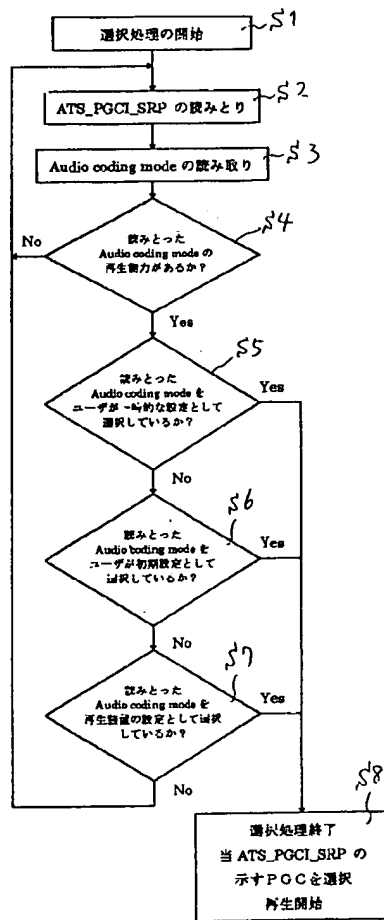 選択処理の開始
S1
ATS_PGCI_SRP の読みとり
S2
Audio coding mode の読み取り
S3
読みとった
Audio coding mode の
再生能力があるか？
S4
No
Yes
読みとった
Audio coding mode を
ユーザが一時的な設定として
選択しているか？
S5
Yes
No
読みとった
Audio coding mode を
ユーザが初期設定として
選択しているか？
S6
Yes
No
読みとった
Audio coding mode を
再生装置の設定として選択
しているか？
S7
Yes
No
選択処理終了
当 ATS_PGCI_SRP の
示すPGCを選択
再生開始
S8